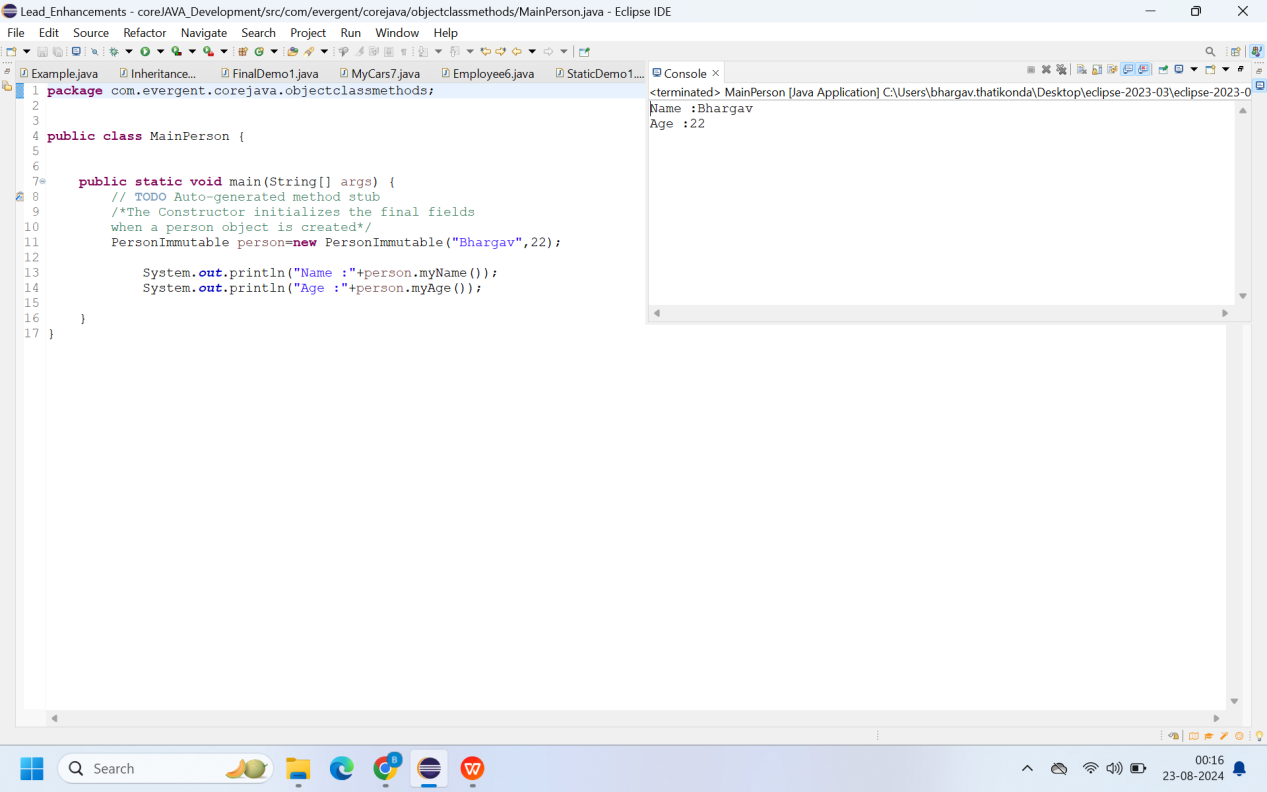 Lead_Enhancements - coreJAVA_Development/src/com/evergent/corejava/objectclassmethods/MainPerson.java - Eclipse IDE
File Edit Source Refactor Navigate Search Project Run Window Help
Example.java Inheritance... FinalDemo1.java MyCars7.java Employee6.java StaticDemo1....
1 package com.evergent.corejava.objectclassmethods;
2
3
4 public class MainPerson {
5
6
7 public static void main(String[] args) {
8 // TODO Auto-generated method stub
9 /*The Constructor initializes the final fields
10 when a person object is created*/
11 PersonImmutable person=new PersonImmutable("Bhargav",22);
12
13 System.out.println("Name :"+person.myName());
14 System.out.println("Age :"+person.myAge());
15
16 }
17 }
Console
<terminated> MainPerson [Java Application] C:\Users\bhargav.thatikonda\Desktop\eclipse-2023-03\eclipse-2023-0
Name :Bhargav
Age :22
Search
B
W
00:16
23-08-2024